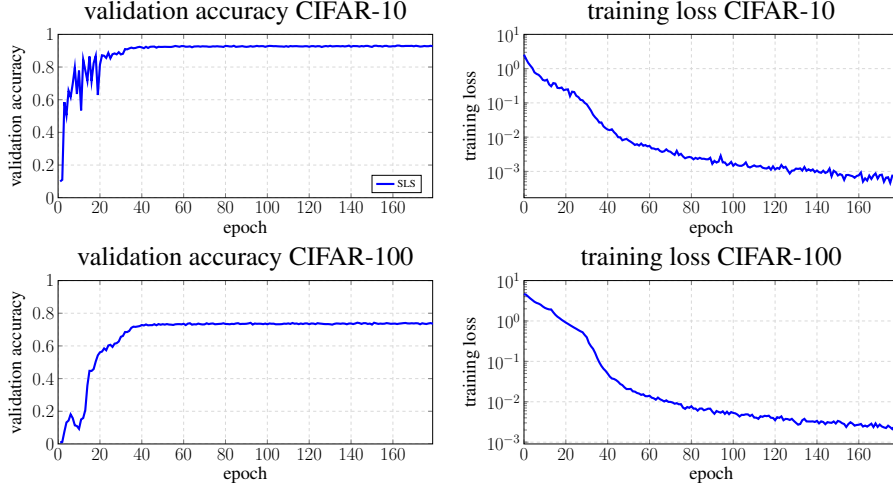 validation accuracy CIFAR-10
validation accuracy
1
0.8
0.6
0.4
0.2
0
0 20 40 60 80 100 120 140 160
epoch
SLS
training loss CIFAR-10
training loss
10^1
10^0
10^-1
10^-2
10^-3
0 20 40 60 80 100 120 140 160
epoch
validation accuracy CIFAR-100
validation accuracy
1
0.8
0.6
0.4
0.2
0
0 20 40 60 80 100 120 140 160
epoch
training loss CIFAR-100
training loss
10^1
10^0
10^-1
10^-2
10^-3
0 20 40 60 80 100 120 140 160
epoch